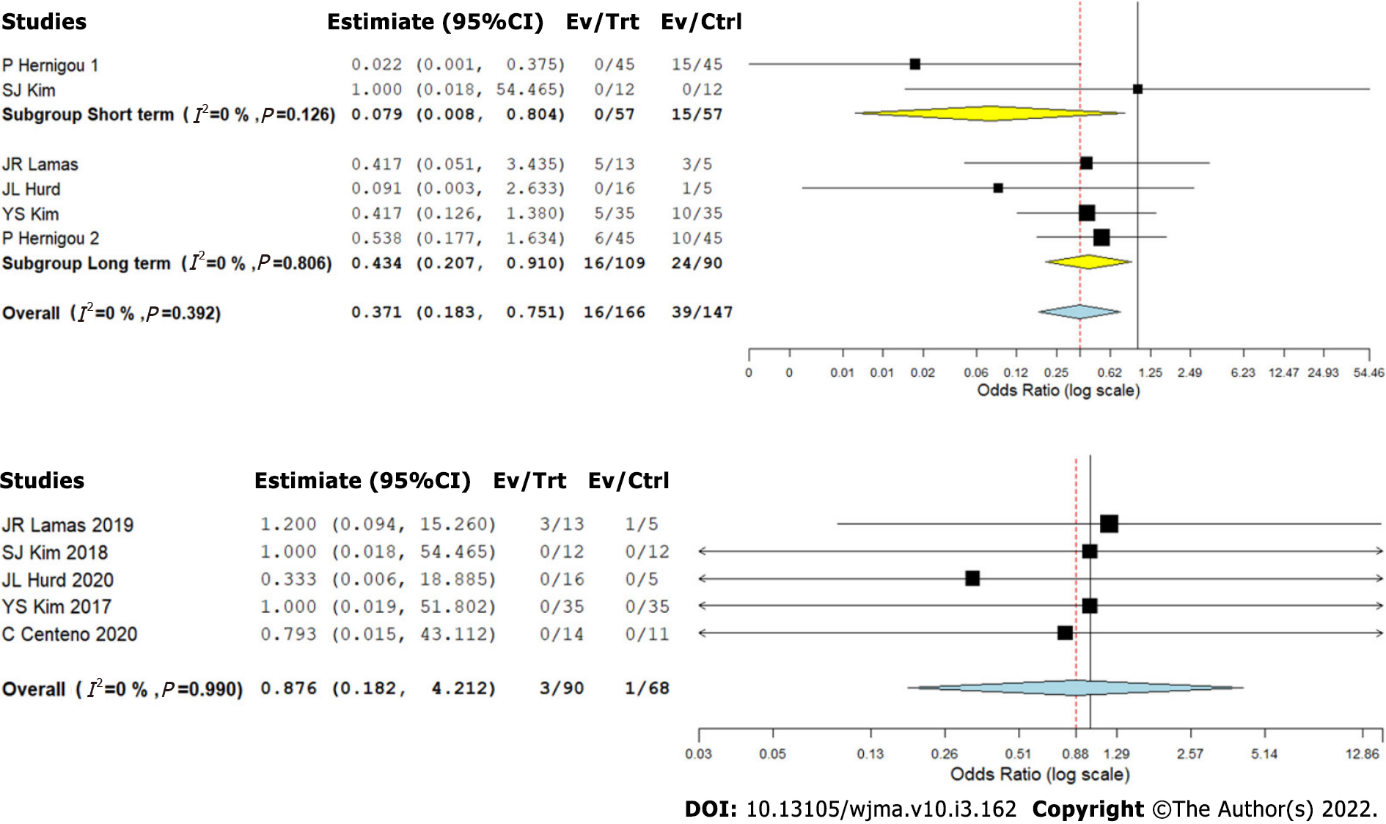 Studies Estimiate (95%CI) Ev/Trt Ev/Ctrl
P Hernigou 1 0.022 (0.001, 0.375) 0/45 15/45
SJ Kim 1.000 (0.018, 54.465) 0/12 0/12
Subgroup Short term ( I²=0 % ,P=0.126) 0.079 (0.008, 0.804) 0/57 15/57
JR Lamas 0.417 (0.051, 3.435) 5/13 3/5
JL Hurd 0.091 (0.003, 2.633) 0/16 1/5
YS Kim 0.417 (0.126, 1.380) 5/35 10/35
P Hernigou 2 0.538 (0.177, 1.634) 6/45 10/45
Subgroup Long term ( I²=0 % ,P=0.806) 0.434 (0.207, 0.910) 16/109 24/90
Overall ( I²=0 % ,P=0.392) 0.371 (0.183, 0.751) 16/166 39/147
0 0 0.01 0.01 0.02 0.06 0.12 0.25 0.62 1.25 2.49 6.23 12.47 24.93 54.46
Odds Ratio (log scale)
Studies Estimiate (95%CI) Ev/Trt Ev/Ctrl
JR Lamas 2019 1.200 (0.094, 15.260) 3/13 1/5
SJ Kim 2018 1.000 (0.018, 54.465) 0/12 0/12
JL Hurd 2020 0.333 (0.006, 18.885) 0/16 0/5
YS Kim 2017 1.000 (0.019, 51.802) 0/35 0/35
C Centeno 2020 0.793 (0.015, 43.112) 0/14 0/11
Overall ( I²=0 % ,P=0.990) 0.876 (0.182, 4.212) 3/90 1/68
0.03 0.05 0.13 0.26 0.51 0.88 1.29 2.57 5.14 12.86
Odds Ratio (log scale)
DOI: 10.13105/wjma.v10.i3.162 Copyright ©The Author(s) 2022.